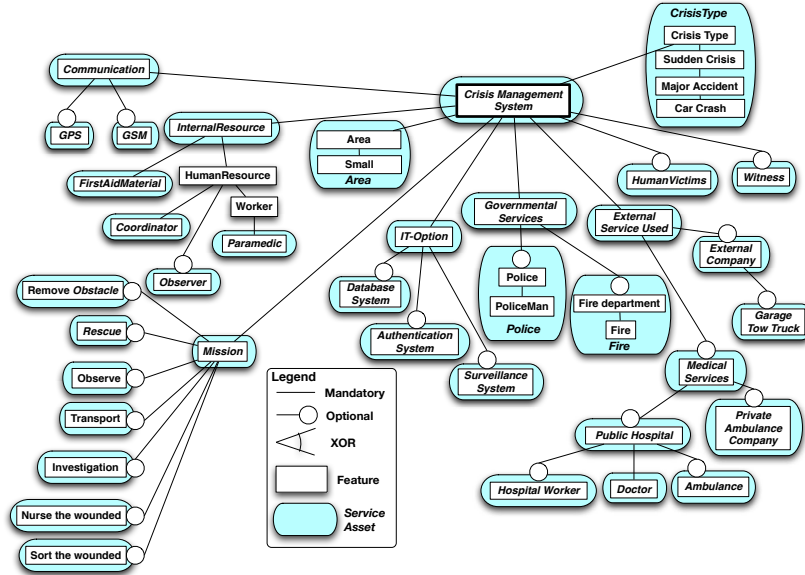 CrisisType
Crisis Type
Sudden Crisis
Major Accident
Car Crash
Communication
GPS
GSM
Crisis Management
System
InternalResource
FirstAidMaterial
HumanResource
Worker
Coordinator
Paramedic
Observer
Area
Small
Area
HumanVictims
Witness
IT-Option
Database
System
Authentication
System
Surveillance
System
Governmental
Services
Police
PoliceMan
Police
Fire department
Fire
Fire
External
Service Used
External
Company
Garage
Tow Truck
Medical
Services
Private
Ambulance
Company
Public Hospital
Hospital Worker
Doctor
Ambulance
Remove Obstacle
Rescue
Mission
Observe
Transport
Investigation
Nurse the wounded
Sort the wounded
Legend
Mandatory
Optional
XOR
Feature
Service
Asset